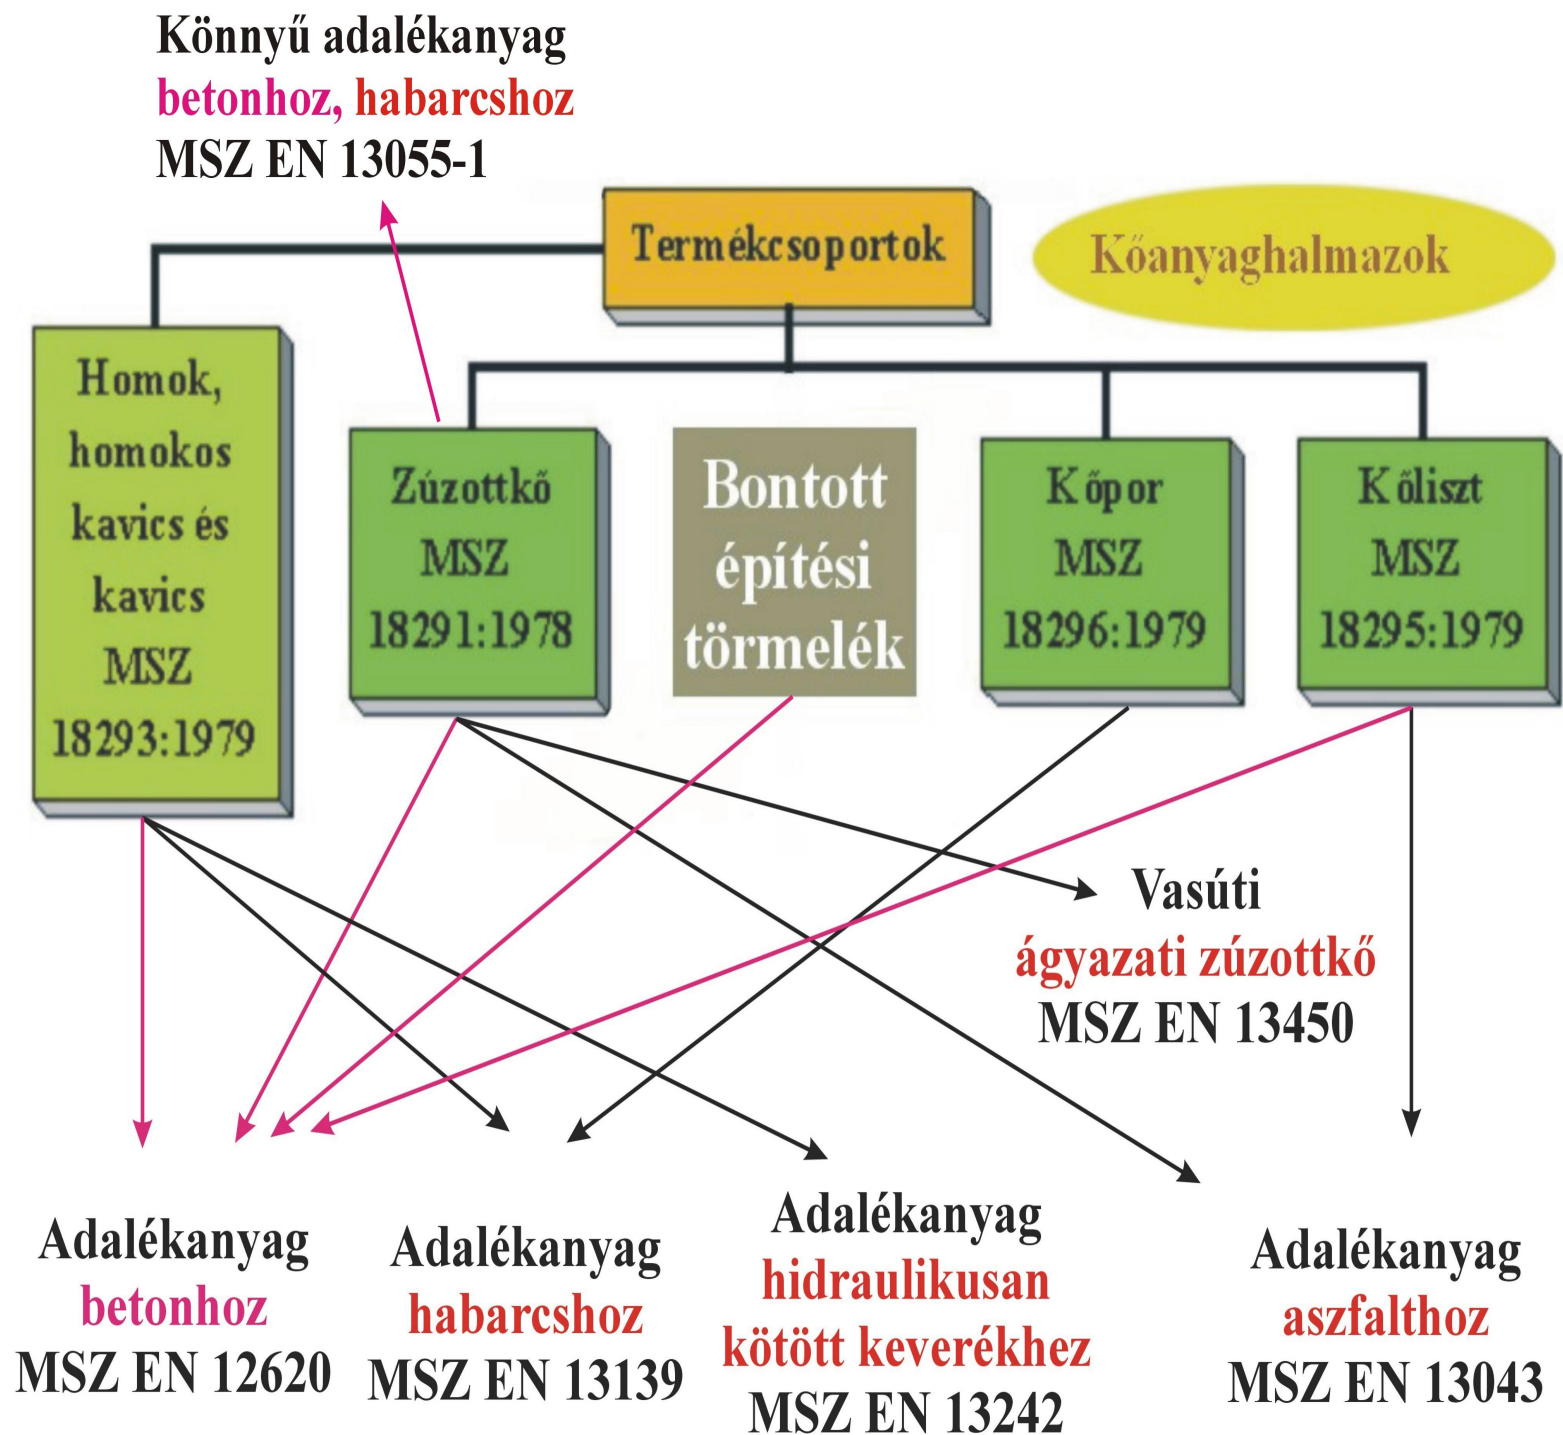 Könnyű adalékanyag
betonhoz, habarcshoz
MSZ EN 13055-1
Termékcsoportok
Kőanyaghalmazok
Homok,
homokos
kavics és
kavics
MSZ
18293:1979
Zúzottkő
MSZ
18291:1978
Bontott
építési
törmelék
Kőpor
MSZ
18296:1979
Kőliszt
MSZ
18295:1979
Vasúti
ágyazati zúzottkő
MSZ EN 13450
Adalékanyag
betonhoz
MSZ EN 12620
Adalékanyag
habarcshoz
MSZ EN 13139
Adalékanyag
hidraulikusan
kötött keverékhez
MSZ EN 13242
Adalékanyag
aszfalthoz
MSZ EN 13043